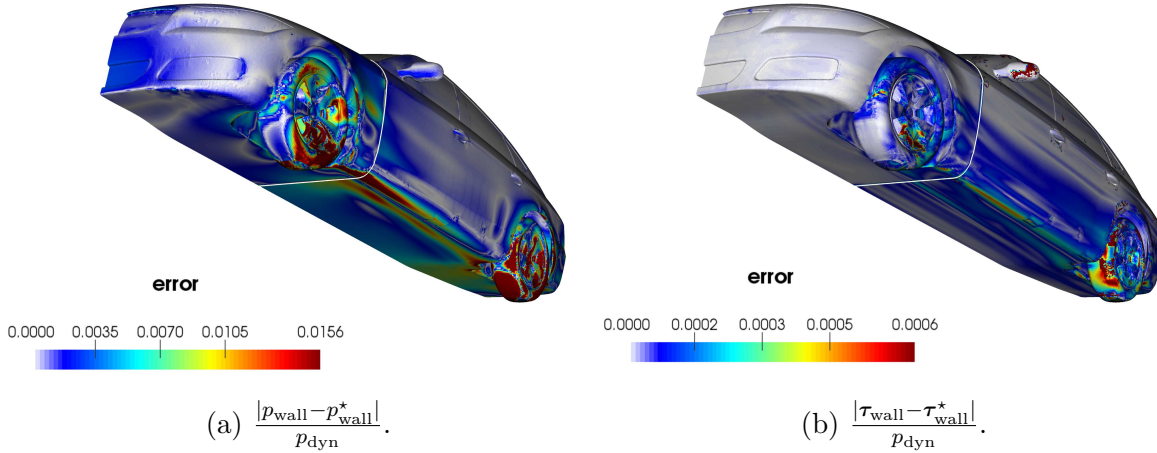 error
0.0000 0.0035 0.0070 0.0105 0.0156
(a) |p_wall−p^⋆_wall| / p_dyn.
error
0.0000 0.0002 0.0003 0.0005 0.0006
(b) |τ_wall−τ^⋆_wall| / p_dyn.